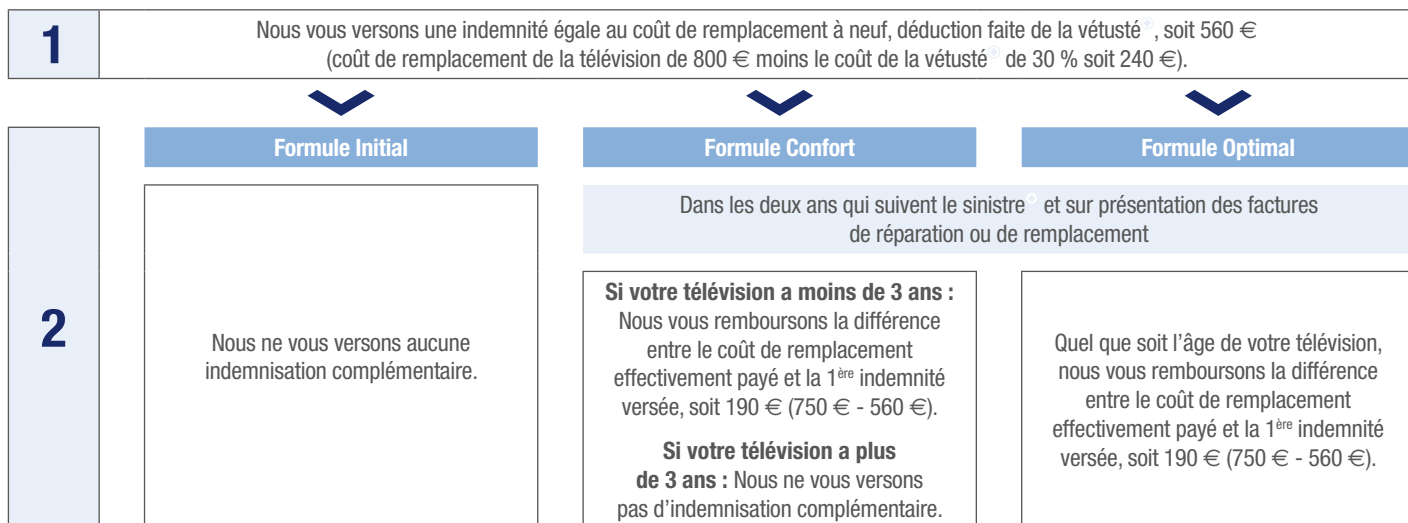 1
Nous vous versons une indemnité égale au coût de remplacement à neuf, déduction faite de la vétusté, soit 560 €
(coût de remplacement de la télévision de 800 € moins le coût de la vétusté de 30 % soit 240 €).
2
Formule Initial
Nous ne vous versons aucune
indemnisation complémentaire.
Formule Confort
Formule Optimal
Dans les deux ans qui suivent le sinistre et sur présentation des factures
de réparation ou de remplacement
Si votre télévision a moins de 3 ans :
Nous vous remboursons la différence
entre le coût de remplacement
effectivement payé et la 1ère indemnité
versée, soit 190 € (750 € - 560 €).
Si votre télévision a plus
de 3 ans : Nous ne vous versons
pas d'indemnisation complémentaire.
Quel que soit l'âge de votre télévision,
nous vous remboursons la différence
entre le coût de remplacement
effectivement payé et la 1ère indemnité
versée, soit 190 € (750 € - 560 €).